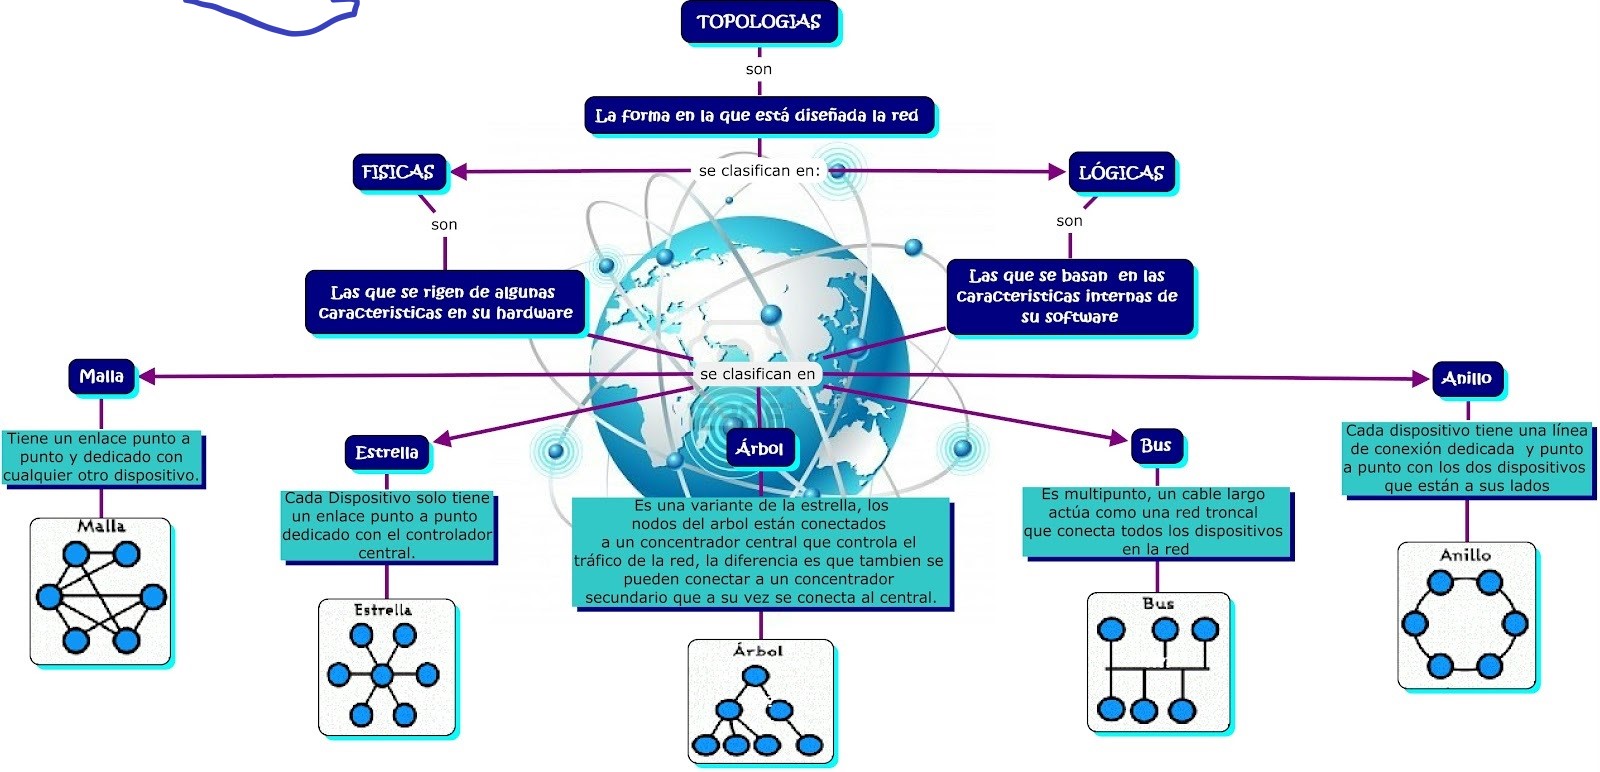 TOPOLOGIAS
son
La forma en la que está diseñada la red
se clasifican en:
FISICAS
LÓGICAS
son
son
Las que se rigen de algunas
caracteristicas en su hardware
Las que se basan en las
caracteristicas internas de
su software
se clasifican en
Malla
Tiene un enlace punto a
punto y dedicado con
cualquier otro dispositivo.
Malla
Estrella
Cada Dispositivo solo tiene
un enlace punto a punto
dedicado con el controlador
central.
Estrella
Árbol
Es una variante de la estrella, los
nodos del arbol están conectados
a un concentrador central que controla el
tráfico de la red, la diferencia es que tambien se
pueden conectar a un concentrador
secundario que a su vez se conecta al central.
Árbol
Bus
Es multipunto, un cable largo
actúa como una red troncal
que conecta todos los dispositivos
en la red
Bus
Anillo
Cada dispositivo tiene una línea
de conexión dedicada y punto
a punto con los dos dispositivos
que están a sus lados
Anillo